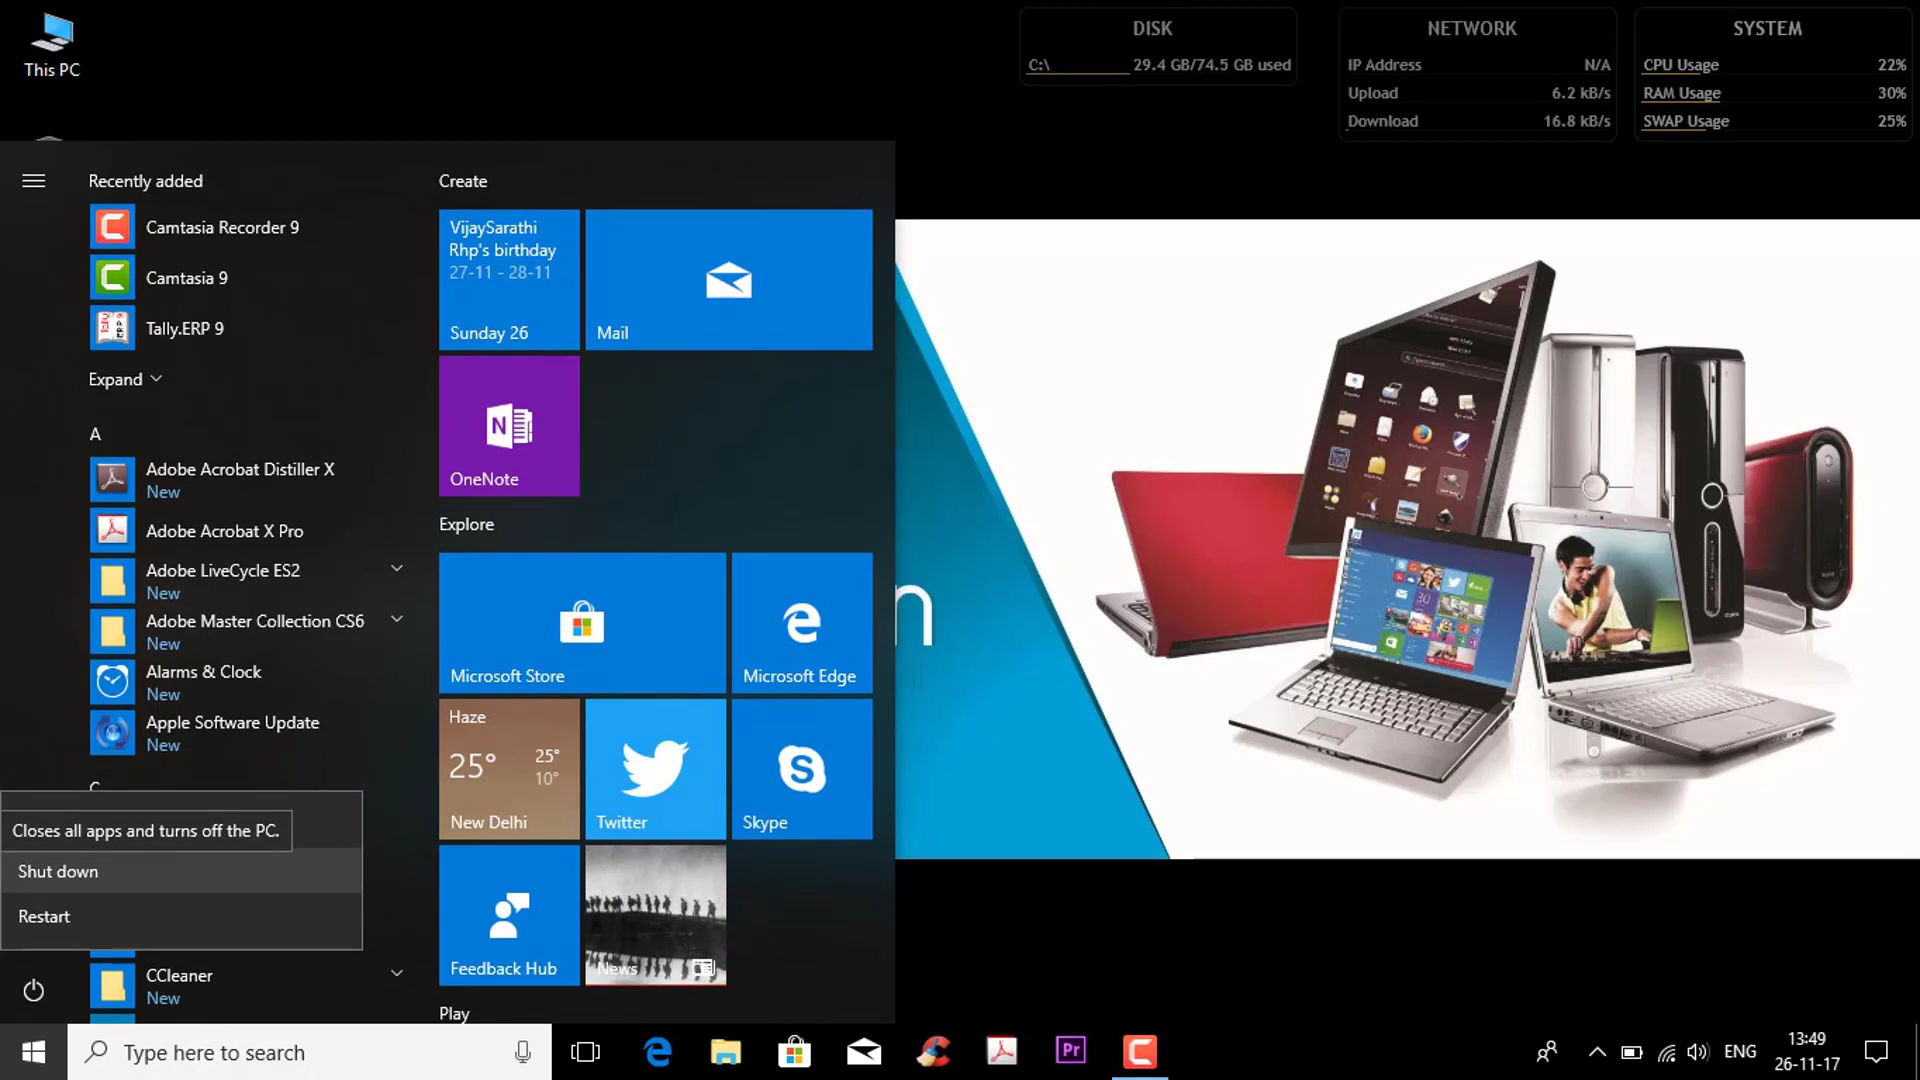 This PC
DISK
C:\ 29.4 GB/74.5 GB used
NETWORK
IP Address N/A
Upload 6.2 kB/s
Download 16.8 kB/s
SYSTEM
CPU Usage 22%
RAM Usage 30%
SWAP Usage 25%
Recently added
Camtasia Recorder 9
Camtasia 9
Tally.ERP 9
Expand
A
Adobe Acrobat Distiller X
New
Adobe Acrobat X Pro
Adobe LiveCycle ES2
New
Adobe Master Collection CS6
New
Alarms & Clock
New
Apple Software Update
New
C
Closes all apps and turns off the PC.
Shut down
Restart
CCleaner
New
Create
VijaySarathi
Rhp's birthday
27-11 - 28-11
Sunday 26
Mail
OneNote
Explore
Microsoft Store
Microsoft Edge
Haze
25° 25°
10°
New Delhi
Twitter
Skype
Feedback Hub
News
Play
n
Type here to search
Pr
ENG
13:49
26-11-17